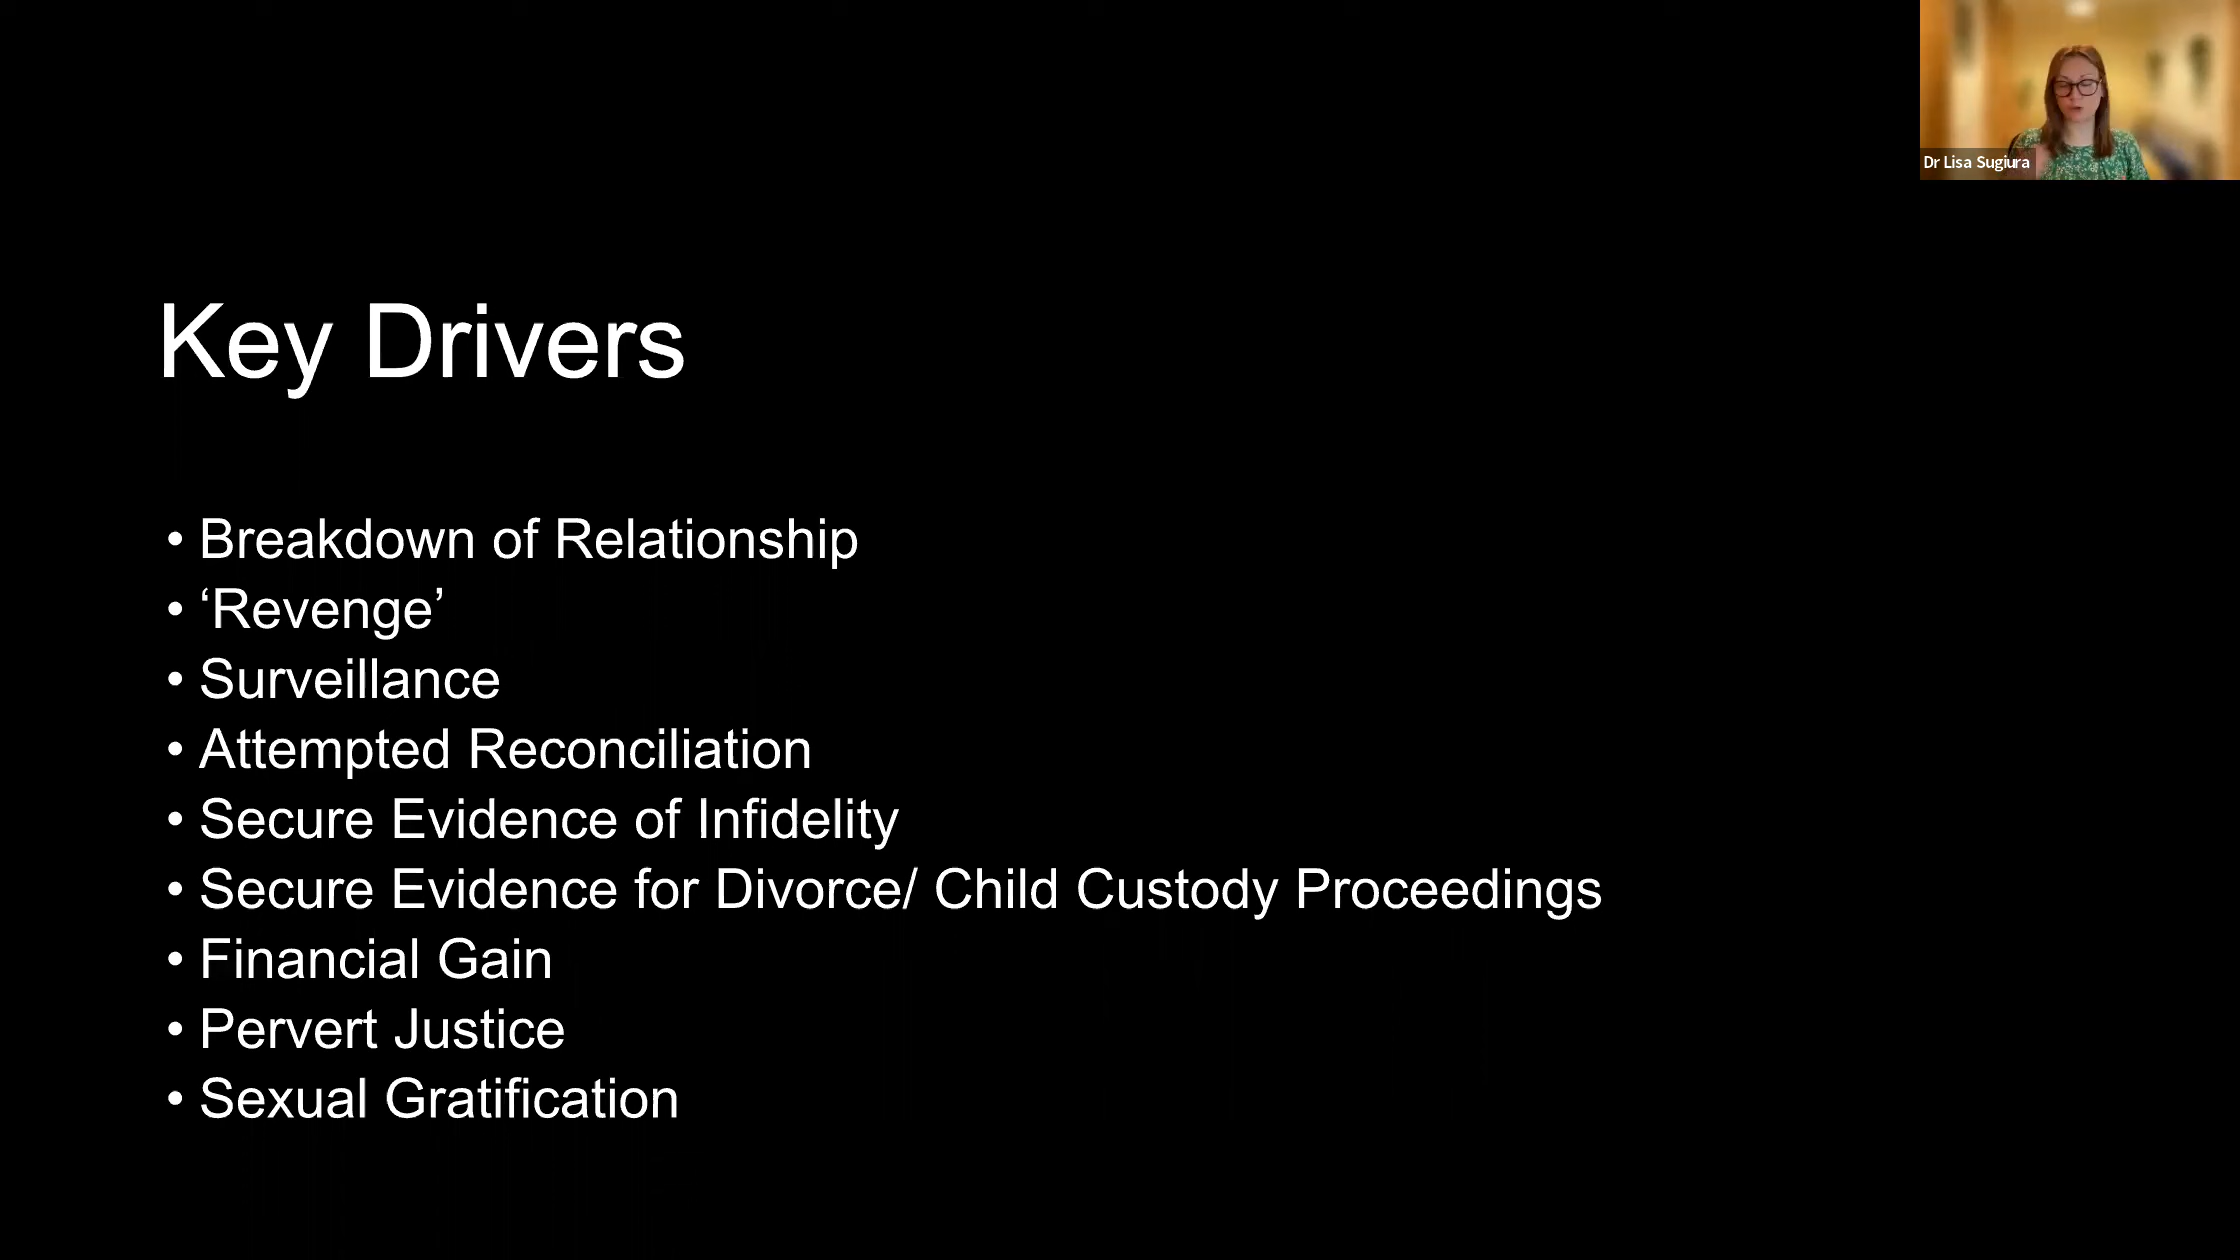 Dr Lisa Sugiura
Key Drivers
• Breakdown of Relationship
• ‘Revenge’
• Surveillance
• Attempted Reconciliation
• Secure Evidence of Infidelity
• Secure Evidence for Divorce/ Child Custody Proceedings
• Financial Gain
• Pervert Justice
• Sexual Gratification